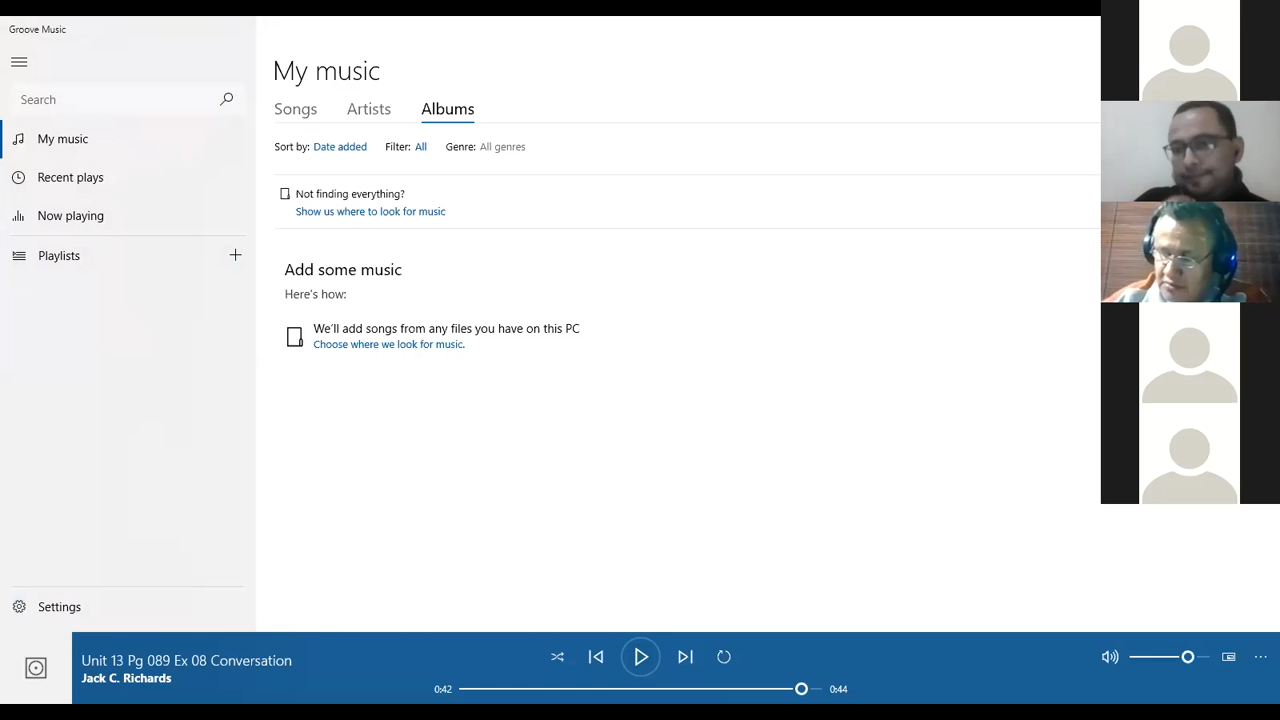 Groove Music
Search
My music
Recent plays
Now playing
Playlists
Settings
My music
Songs Artists Albums
Sort by: Date added Filter: All Genre: All genres
Not finding everything?
Show us where to look for music
Add some music
Here's how:
We'll add songs from any files you have on this PC
Choose where we look for music.
Unit 13 Pg 089 Ex 08 Conversation
Jack C. Richards
0:42 0:44